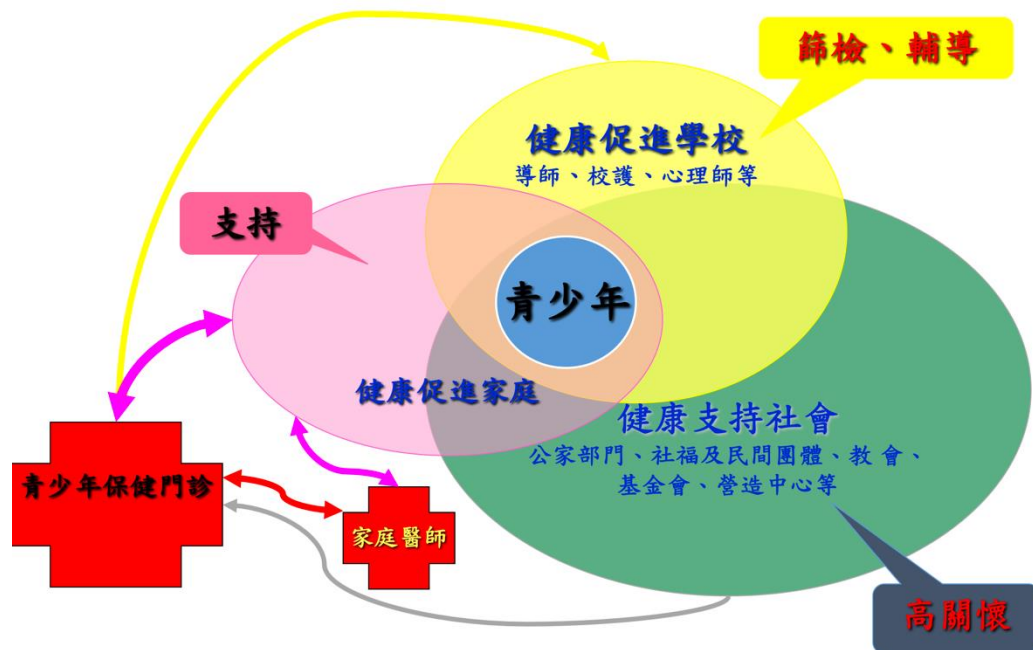 篩檢、輔導
健康促進學校
導師、校護、心理師等
支持
青少年
健康促進家庭
健康支持社會
公家部門、社福及民間團體、教 會、
基金會、營造中心等
青少年保健門診
家庭醫師
高關懷